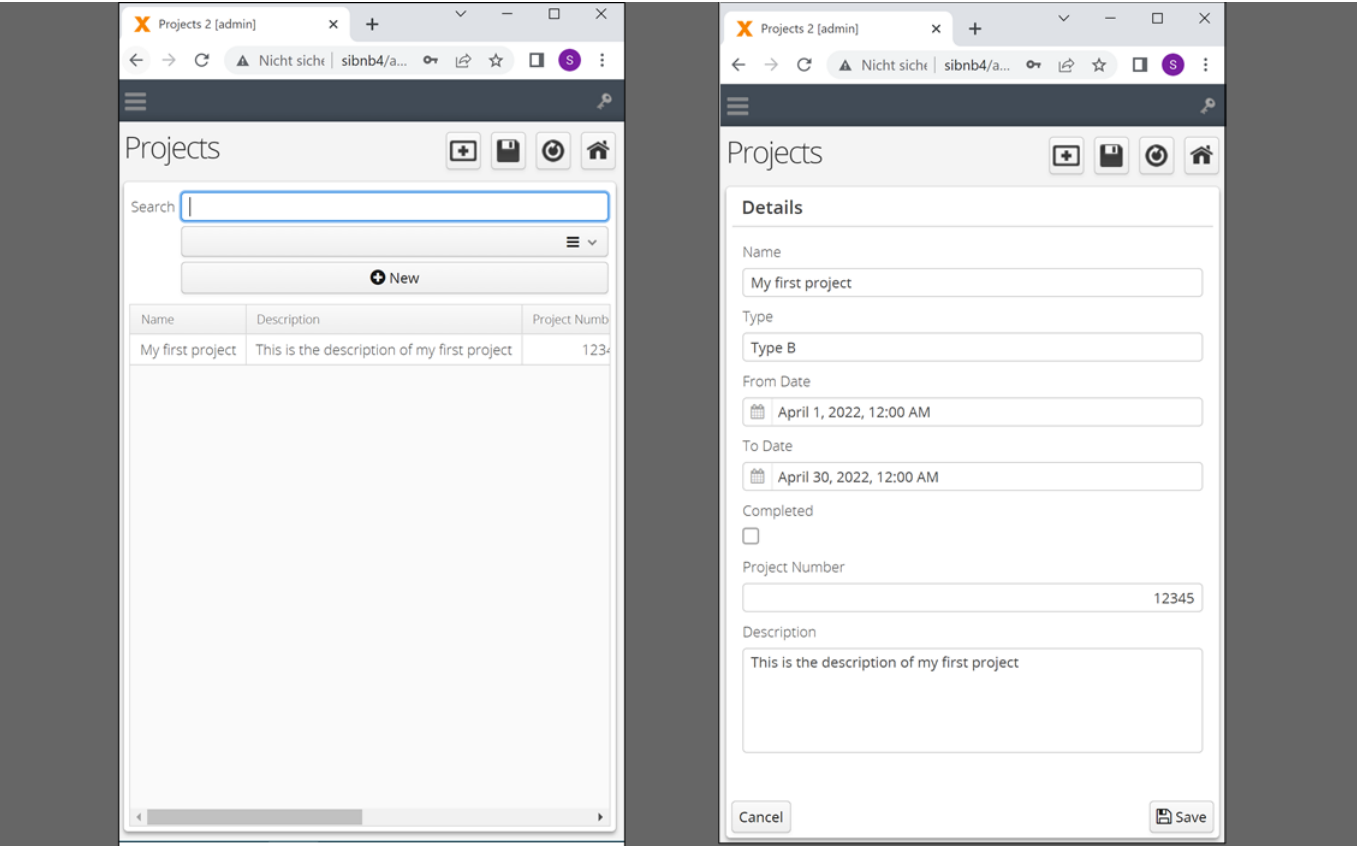 Projects 2 [admin]
Nicht siche
sibnb4/a...
S
Projects
Search
New
Name
Description
Project Numb
My first project
This is the description of my first project
1234
Projects 2 [admin]
Nicht siche
sibnb4/a...
S
Projects
Details
Name
My first project
Type
Type B
From Date
April 1, 2022, 12:00 AM
To Date
April 30, 2022, 12:00 AM
Completed
Project Number
12345
Description
This is the description of my first project
Cancel
Save